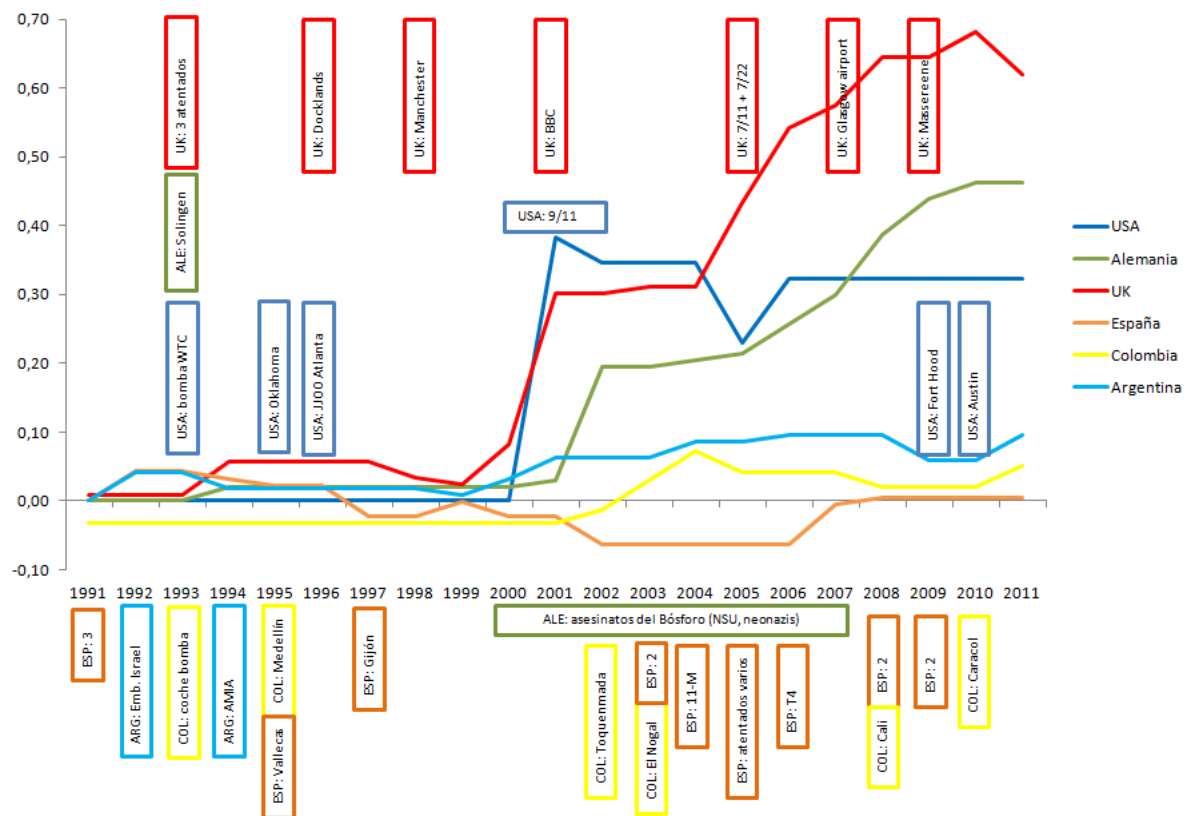 0,70
0,60
0,50
0,40
0,30
0,20
0,10
0,00
-0,10
UK: 3 atentados
UK: Docklands
UK: Manchester
UK: BBC
UK: 7/11 + 7/22
UK: Glasgow airport
UK: Massereene
ALE: Solingen
USA: 9/11
USA: bomba WTC
USA: Oklahoma
USA: JJOO Atlanta
USA: Fort Hood
USA: Austin
USA
Alemania
UK
España
Colombia
Argentina
1991 1992 1993 1994 1995 1996 1997 1998 1999 2000 2001 2002 2003 2004 2005 2006 2007 2008 2009 2010 2011
ALE: asesinatos del Bósforo (NSU, neonazis)
ESP: 3
ARG: Emb. Israel
COL: coche bomba
ARG: AMIA
COL: Medellín
ESP: Vallecas
ESP: Gijón
COL: Toquenmada
ESP: 2
COL: El Nogal
ESP: 11-M
ESP: atentados varios
ESP: T4
ESP: 2
COL: Cali
ESP: 2
COL: Caracol